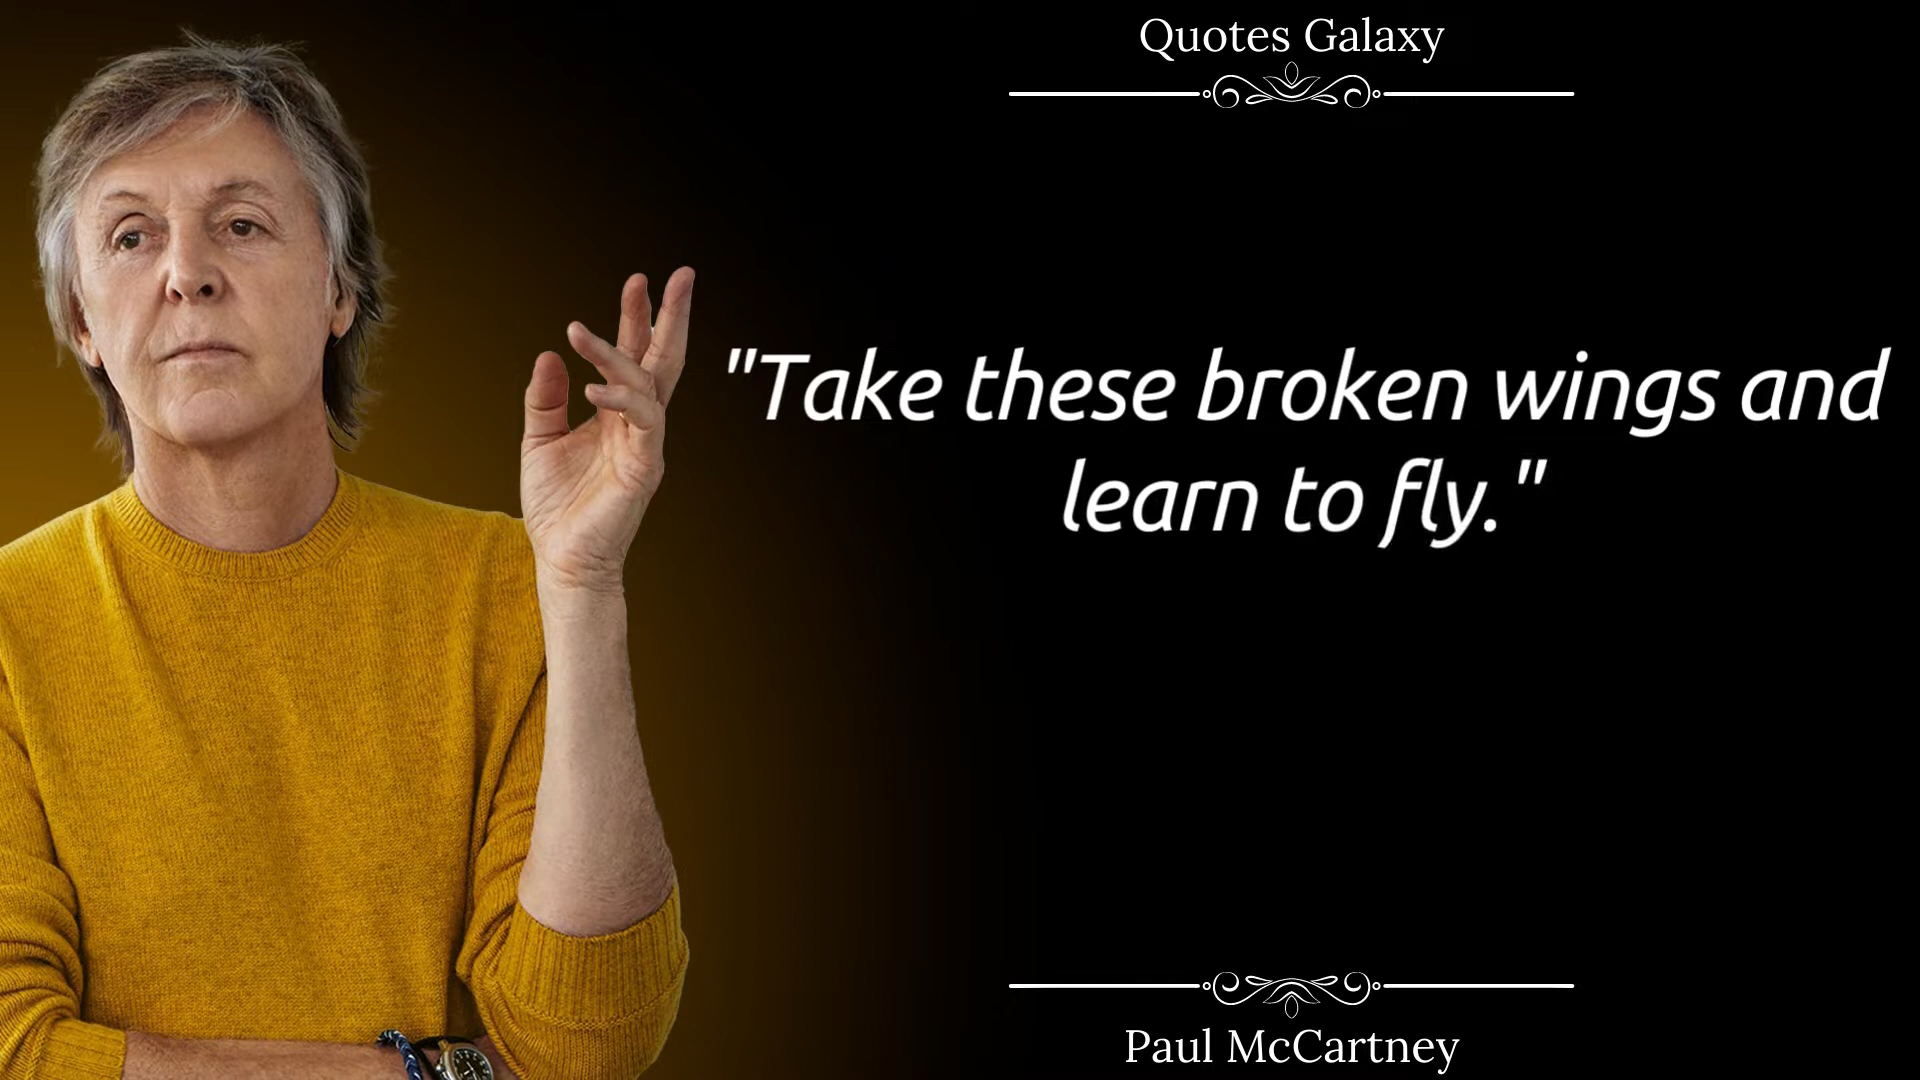 Quotes Galaxy
"Take these broken wings and
learn to fly."
Paul McCartney